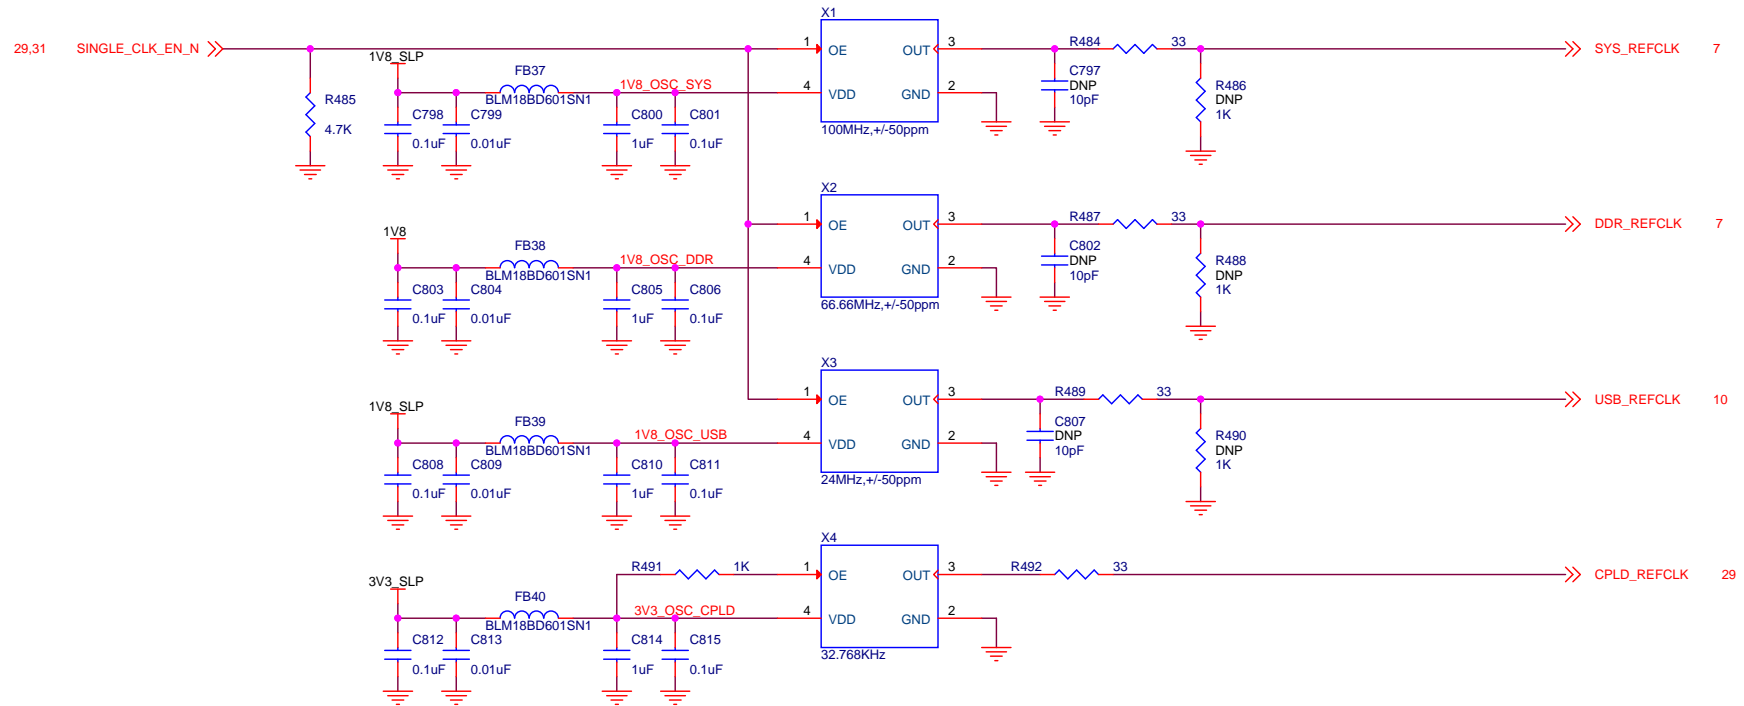 X1
29,31 SINGLE_CLK_EN_N 1 OE OUT 3 R484 33 SYS_REFCLK 7
1V8_SLP
FB37 C797
R485 BLM18BD601SN1 1V8_OSC_SYS 4 VDD GND 2 DNP R486
4.7K C798 C799 C800 C801 10pF DNP
0.1uF 0.01uF 1uF 0.1uF 100MHz,+/-50ppm 1K
X2
1 OE OUT 3 R487 33 DDR_REFCLK 7
1V8
FB38 C802
BLM18BD601SN1 1V8_OSC_DDR 4 VDD GND 2 DNP R488
C803 C804 C805 C806 10pF DNP
0.1uF 0.01uF 1uF 0.1uF 66.66MHz,+/-50ppm 1K
X3
1 OE OUT 3 R489 33 USB_REFCLK 10
1V8_SLP
FB39 C807
BLM18BD601SN1 1V8_OSC_USB 4 VDD GND 2 DNP R490
C808 C809 C810 C811 10pF DNP
0.1uF 0.01uF 1uF 0.1uF 24MHz,+/-50ppm 1K
X4
R491 1K 1 OE OUT 3 R492 33 CPLD_REFCLK 29
3V3_SLP
FB40
BLM18BD601SN1 3V3_OSC_CPLD 4 VDD GND 2
C812 C813 C814 C815
0.1uF 0.01uF 1uF 0.1uF 32.768KHz